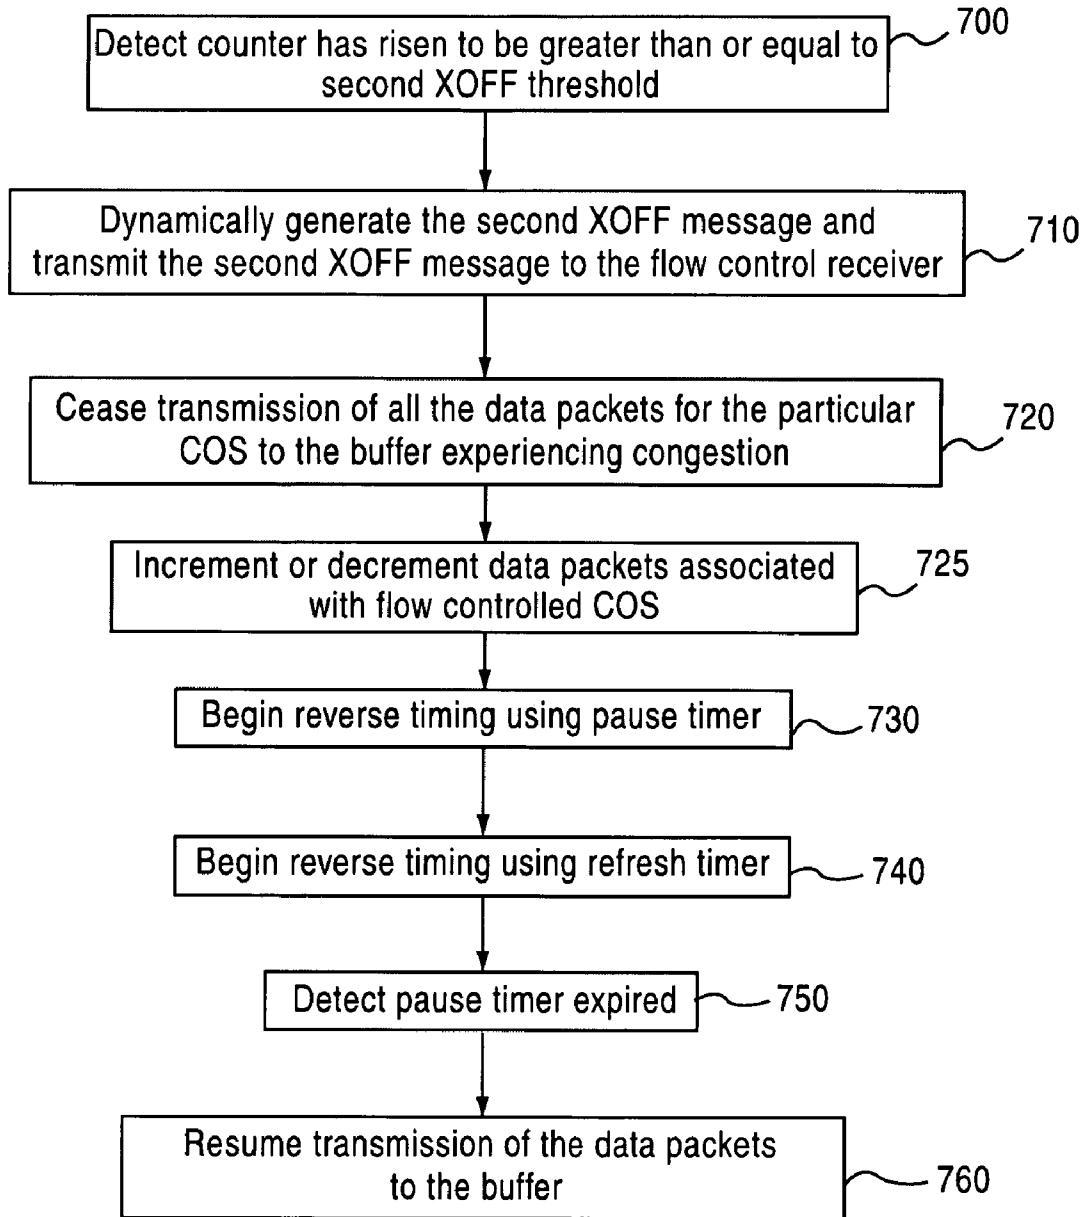 Detect counter has risen to be greater than or equal to
second XOFF threshold
700
Dynamically generate the second XOFF message and
transmit the second XOFF message to the flow control receiver
710
Cease transmission of all the data packets for the particular
COS to the buffer experiencing congestion
720
Increment or decrement data packets associated
with flow controlled COS
725
Begin reverse timing using pause timer
730
Begin reverse timing using refresh timer
740
Detect pause timer expired
750
Resume transmission of the data packets
to the buffer
760